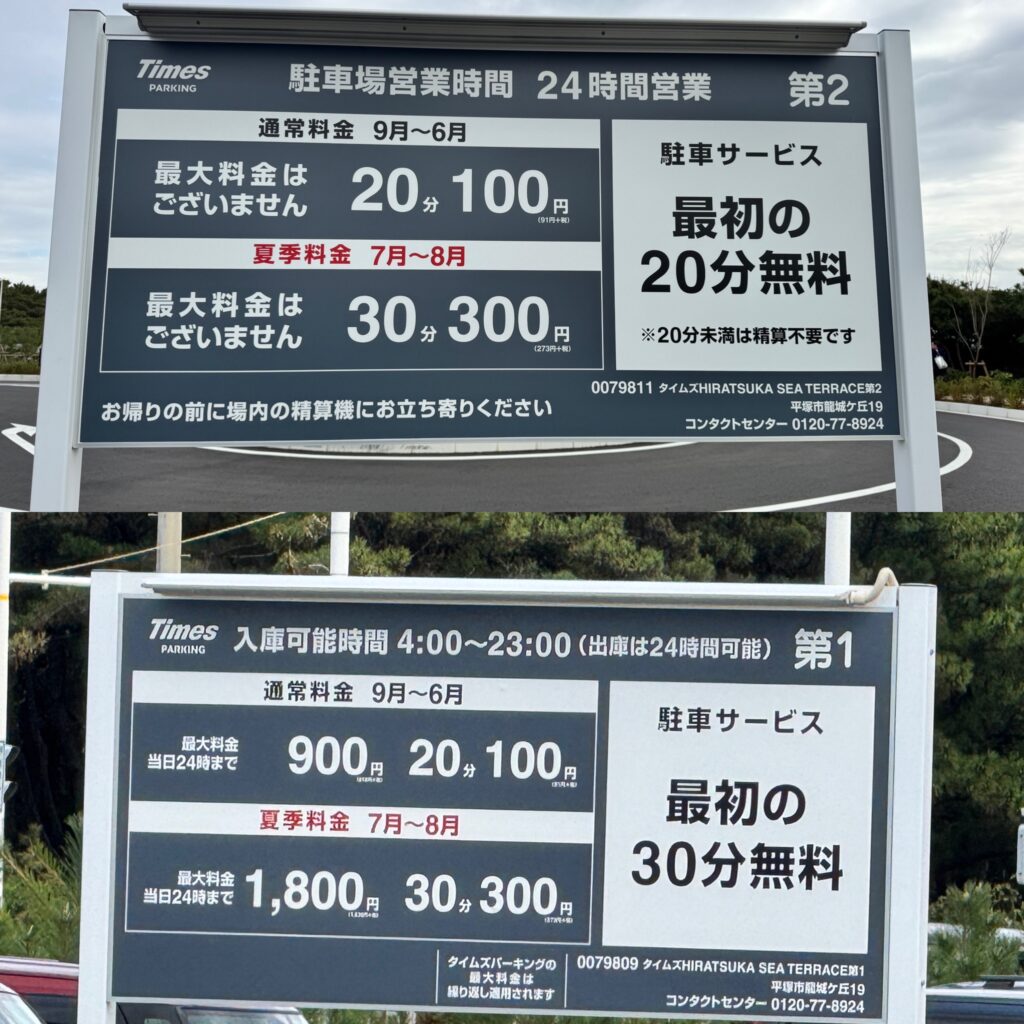 Times
PARKING
駐車場営業時間 24時間営業 第2
通常料金 9月～6月
最大料金は
ございません
20分 100円
(91円+税)
夏季料金 7月～8月
最大料金は
ございません
30分 300円
(273円+税)
駐車サービス
最初の
20分無料
※20分未満は精算不要です
お帰りの前に場内の精算機にお立ち寄りください
0079811 タイムズHIRATSUKA SEA TERRACE第2
平塚市龍城ケ丘19
コンタクトセンター 0120-77-8924
Times
PARKING
入庫可能時間 4:00～23:00（出庫は24時間可能） 第1
通常料金 9月～6月
最大料金
当日24時まで
900円 20分 100円
夏季料金 7月～8月
最大料金
当日24時まで
1,800円 30分 300円
駐車サービス
最初の
30分無料
タイムズパーキングの
最大料金は
繰り返し適用されます
0079809 タイムズHIRATSUKA SEA TERRACE第1
平塚市龍城ケ丘19
コンタクトセンター 0120-77-8924